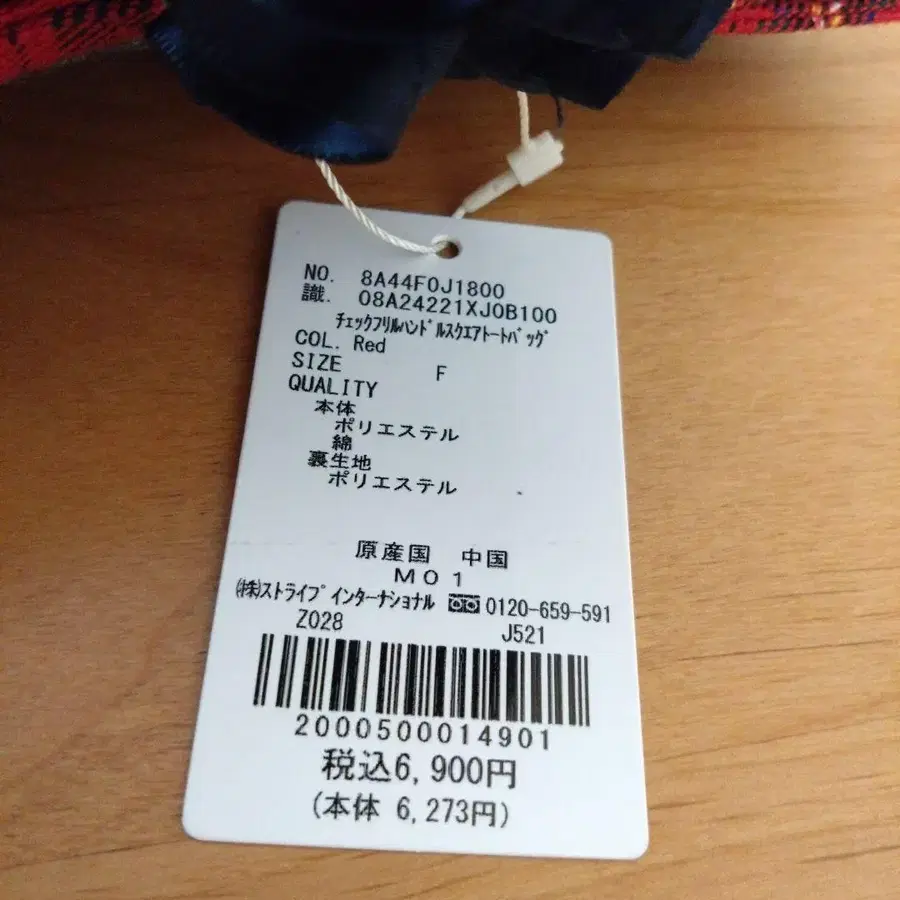 NO. 8A44F0J1800
識. 08A24221XJ0B100
ﾁｪｯｸﾌﾘﾙﾊﾝﾄﾞﾙｽｸｴｱﾄｰﾄﾊﾞｯｸﾞ
COL. Red
SIZE F
QUALITY
本体
ポリエステル
綿
裏生地
ポリエステル
原産国 中国
M01
㈱ｽﾄﾗｲﾌﾟｲﾝﾀｰﾅｼｮﾅﾙ 0120-659-591
Z028 J521
2000500014901
税込6,900円
(本体 6,273円)